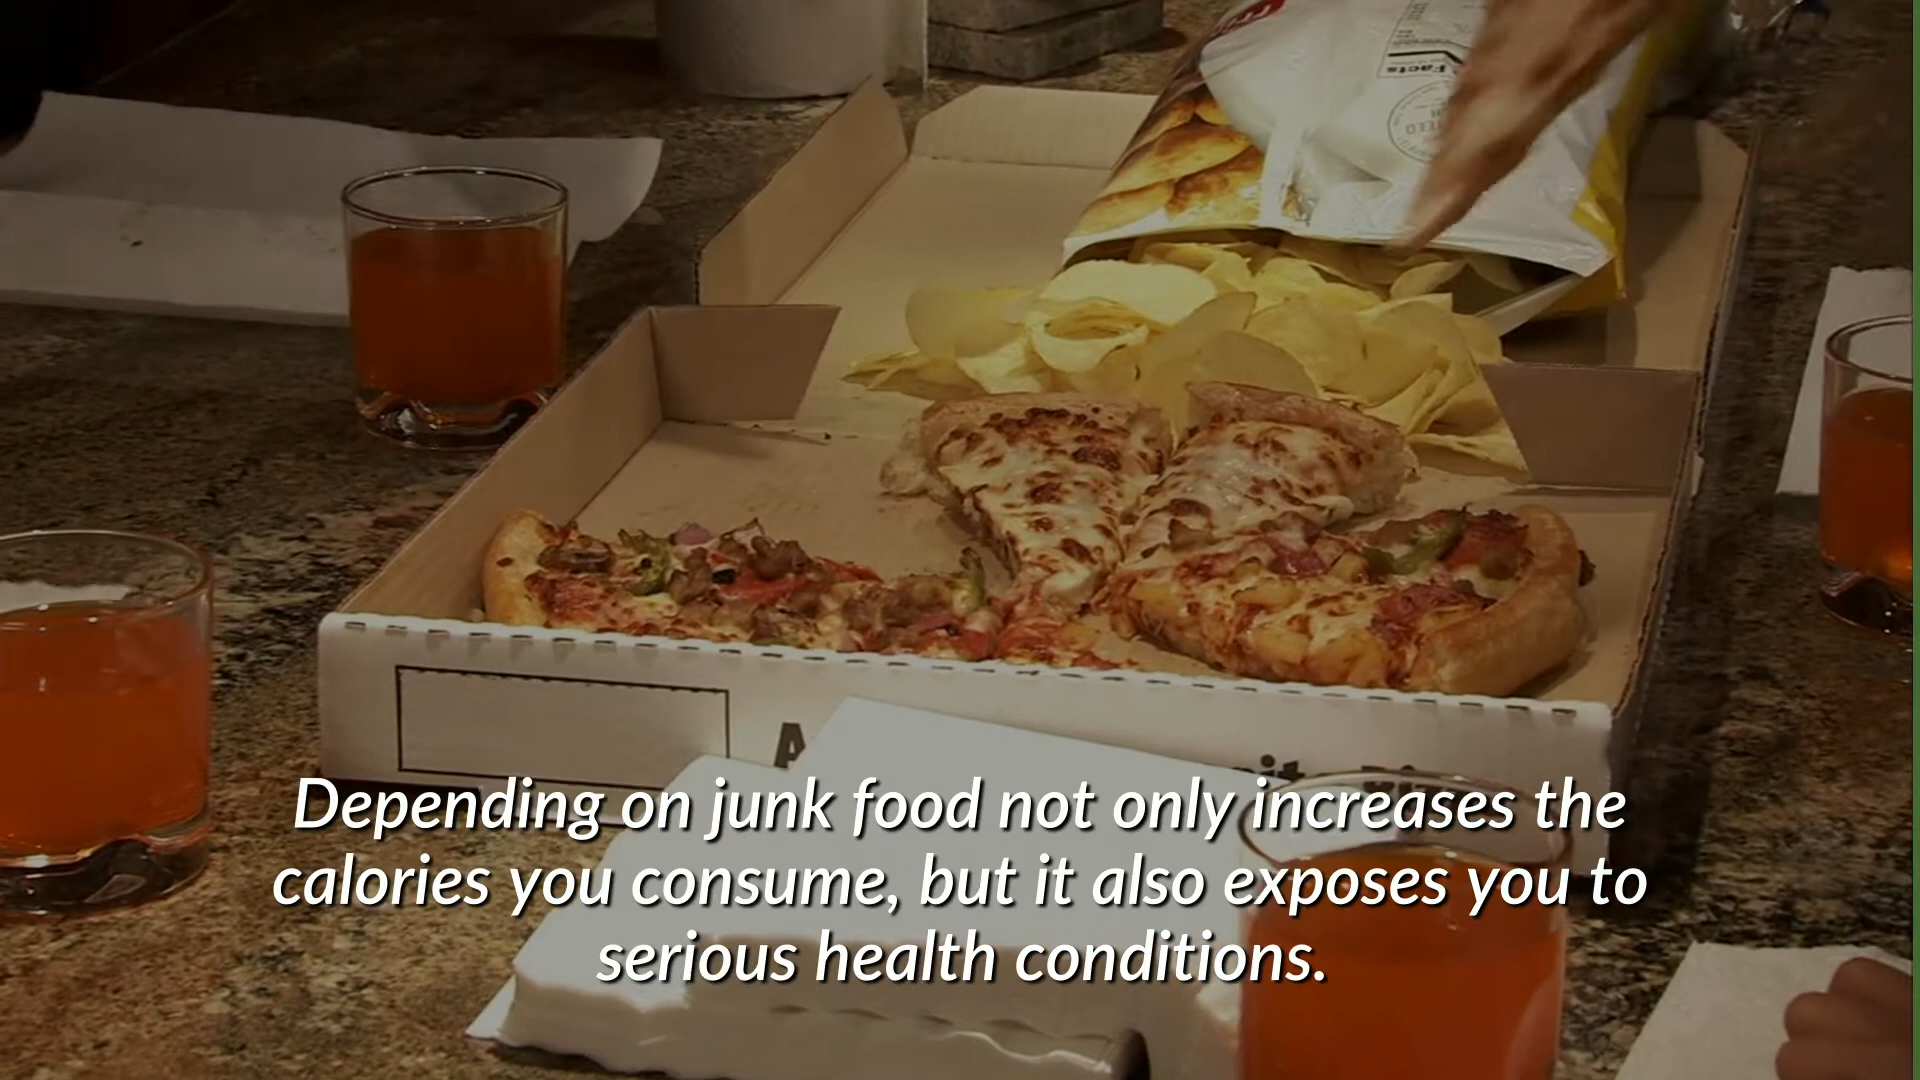 Facts
Depending on junk food not only increases the
calories you consume, but it also exposes you to
serious health conditions.